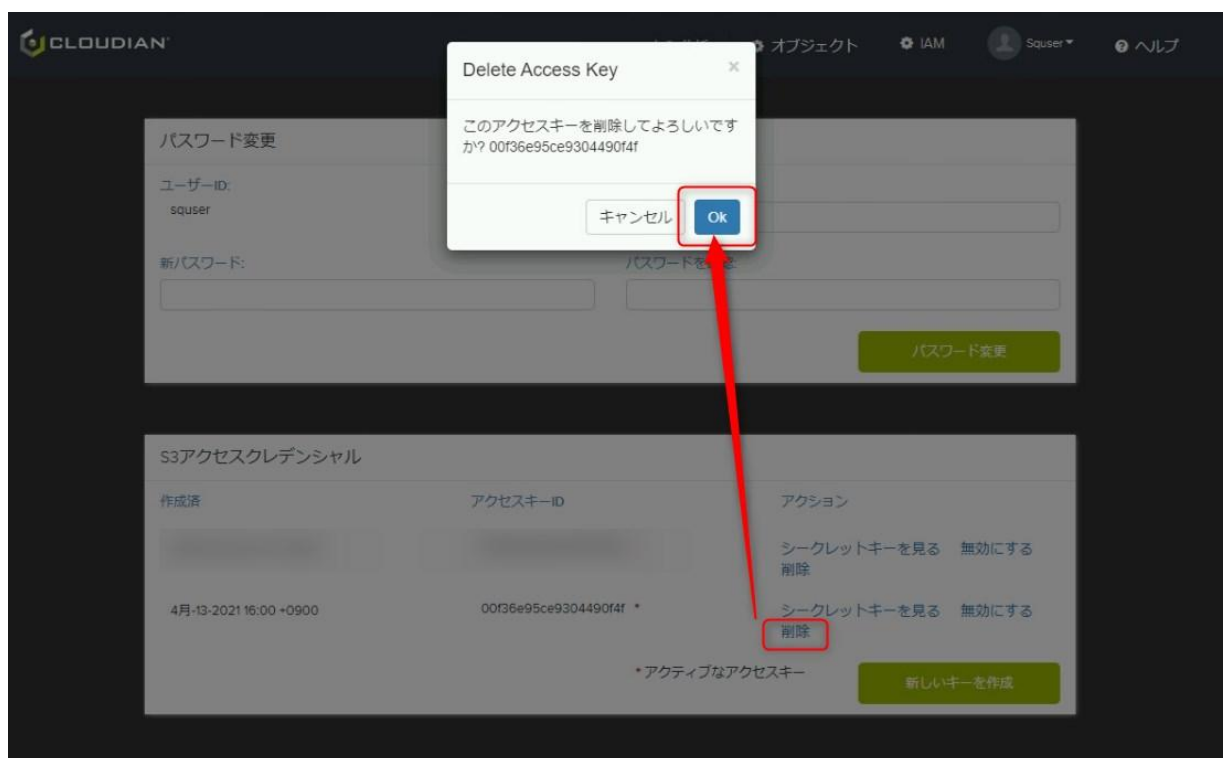 CLOUDIAN
オブジェクト
IAM
Squser
ヘルプ
Delete Access Key
×
このアクセスキーを削除してよろしいです
か? 00f36e95ce9304490f4f
キャンセル
Ok
パスワード変更
ユーザーID:
squser
新パスワード:
パスワードを
パスワード変更
S3アクセスクレデンシャル
作成済
アクセスキーID
アクション
シークレットキーを見る 無効にする
削除
4月-13-2021 16:00 +0900
00f36e95ce9304490f4f *
シークレットキーを見る 無効にする
削除
*アクティブなアクセスキー
新しいキーを作成